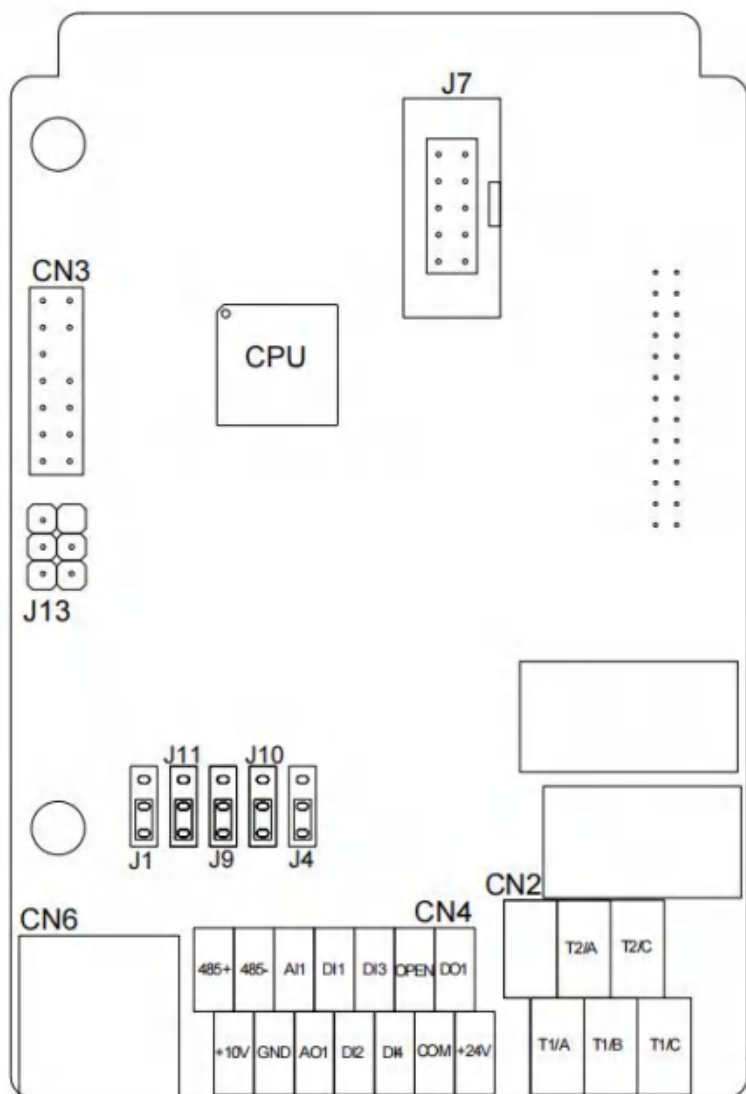 J7
CN3
CPU
J13
J11 J10
J1 J9 J4
CN2
CN6 CN4
T2/A T2/C
485+ 485- AI1 DI1 DI3 OPEN DO1
+10V GND AO1 DI2 DI4 COM +24V
T1/A T1/B T1/C